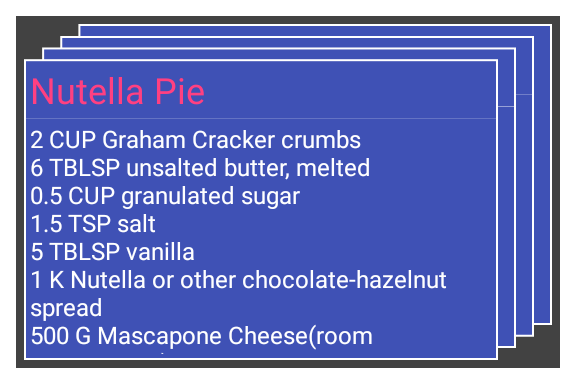 Nutella Pie
2 CUP Graham Cracker crumbs
6 TBLSP unsalted butter, melted
0.5 CUP granulated sugar
1.5 TSP salt
5 TBLSP vanilla
1 K Nutella or other chocolate-hazelnut
spread
500 G Mascapone Cheese(room